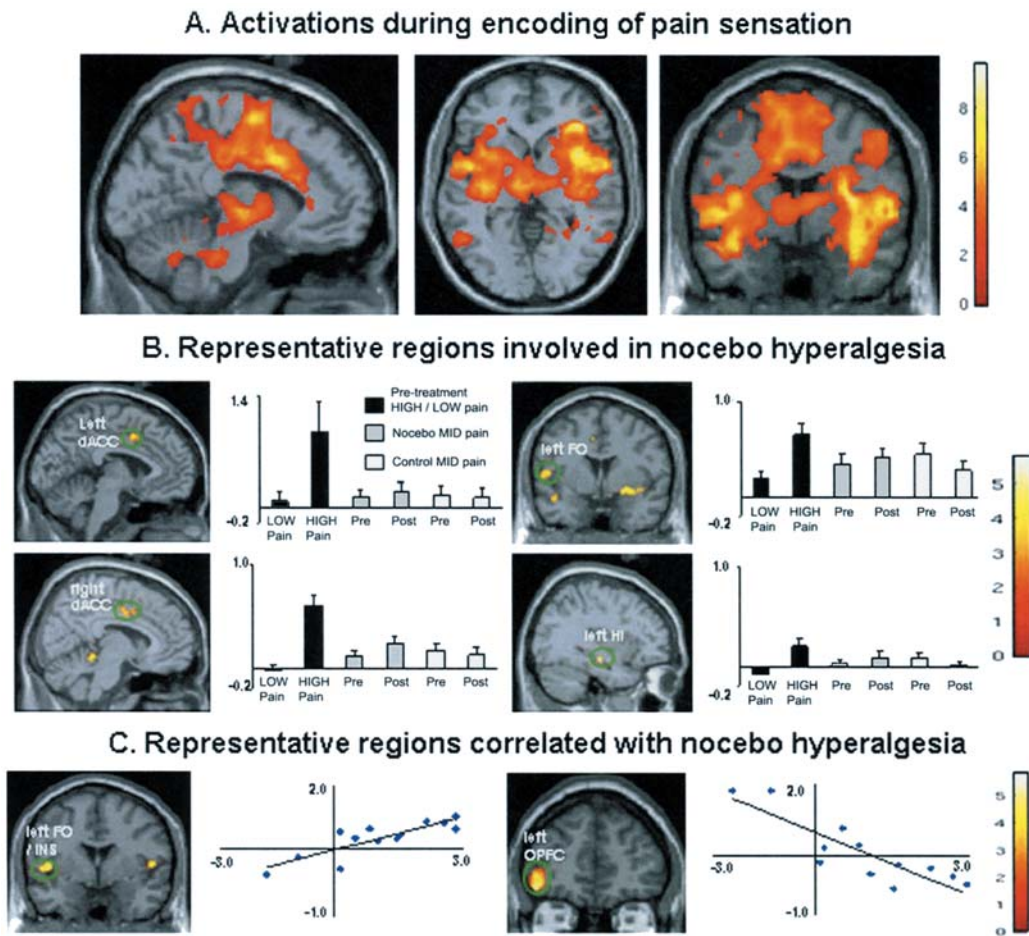 A. Activations during encoding of pain sensation
8
6
4
2
0
B. Representative regions involved in nocebo hyperalgesia
Left
dACC
1.4
-0.2
LOW
Pain
HIGH
Pain
Pre
Post
Pre
Post
Pre-treatment
HIGH / LOW pain
Nocebo MID pain
Control MID pain
left FO
1.0
-0.2
LOW
Pain
HIGH
Pain
Pre
Post
Pre
Post
right
dACC
1.0
-0.2
LOW
Pain
HIGH
Pain
Pre
Post
Pre
Post
left HI
1.0
-0.2
LOW
Pain
HIGH
Pain
Pre
Post
Pre
Post
5
4
3
2
1
0
C. Representative regions correlated with nocebo hyperalgesia
left FO
/ INS
2.0
-3.0
3.0
-1.0
left
OPFC
2.0
-3.0
3.0
-1.0
5
4
3
2
1
0